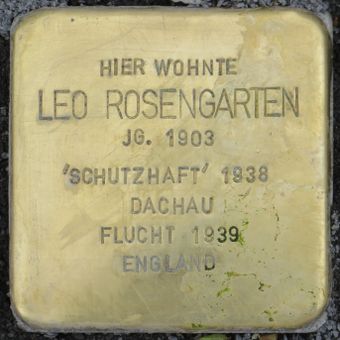 HIER WOHNTE
LEO ROSENGARTEN
JG. 1903
'SCHUTZHAFT' 1938
DACHAU
FLUCHT 1939
ENGLAND